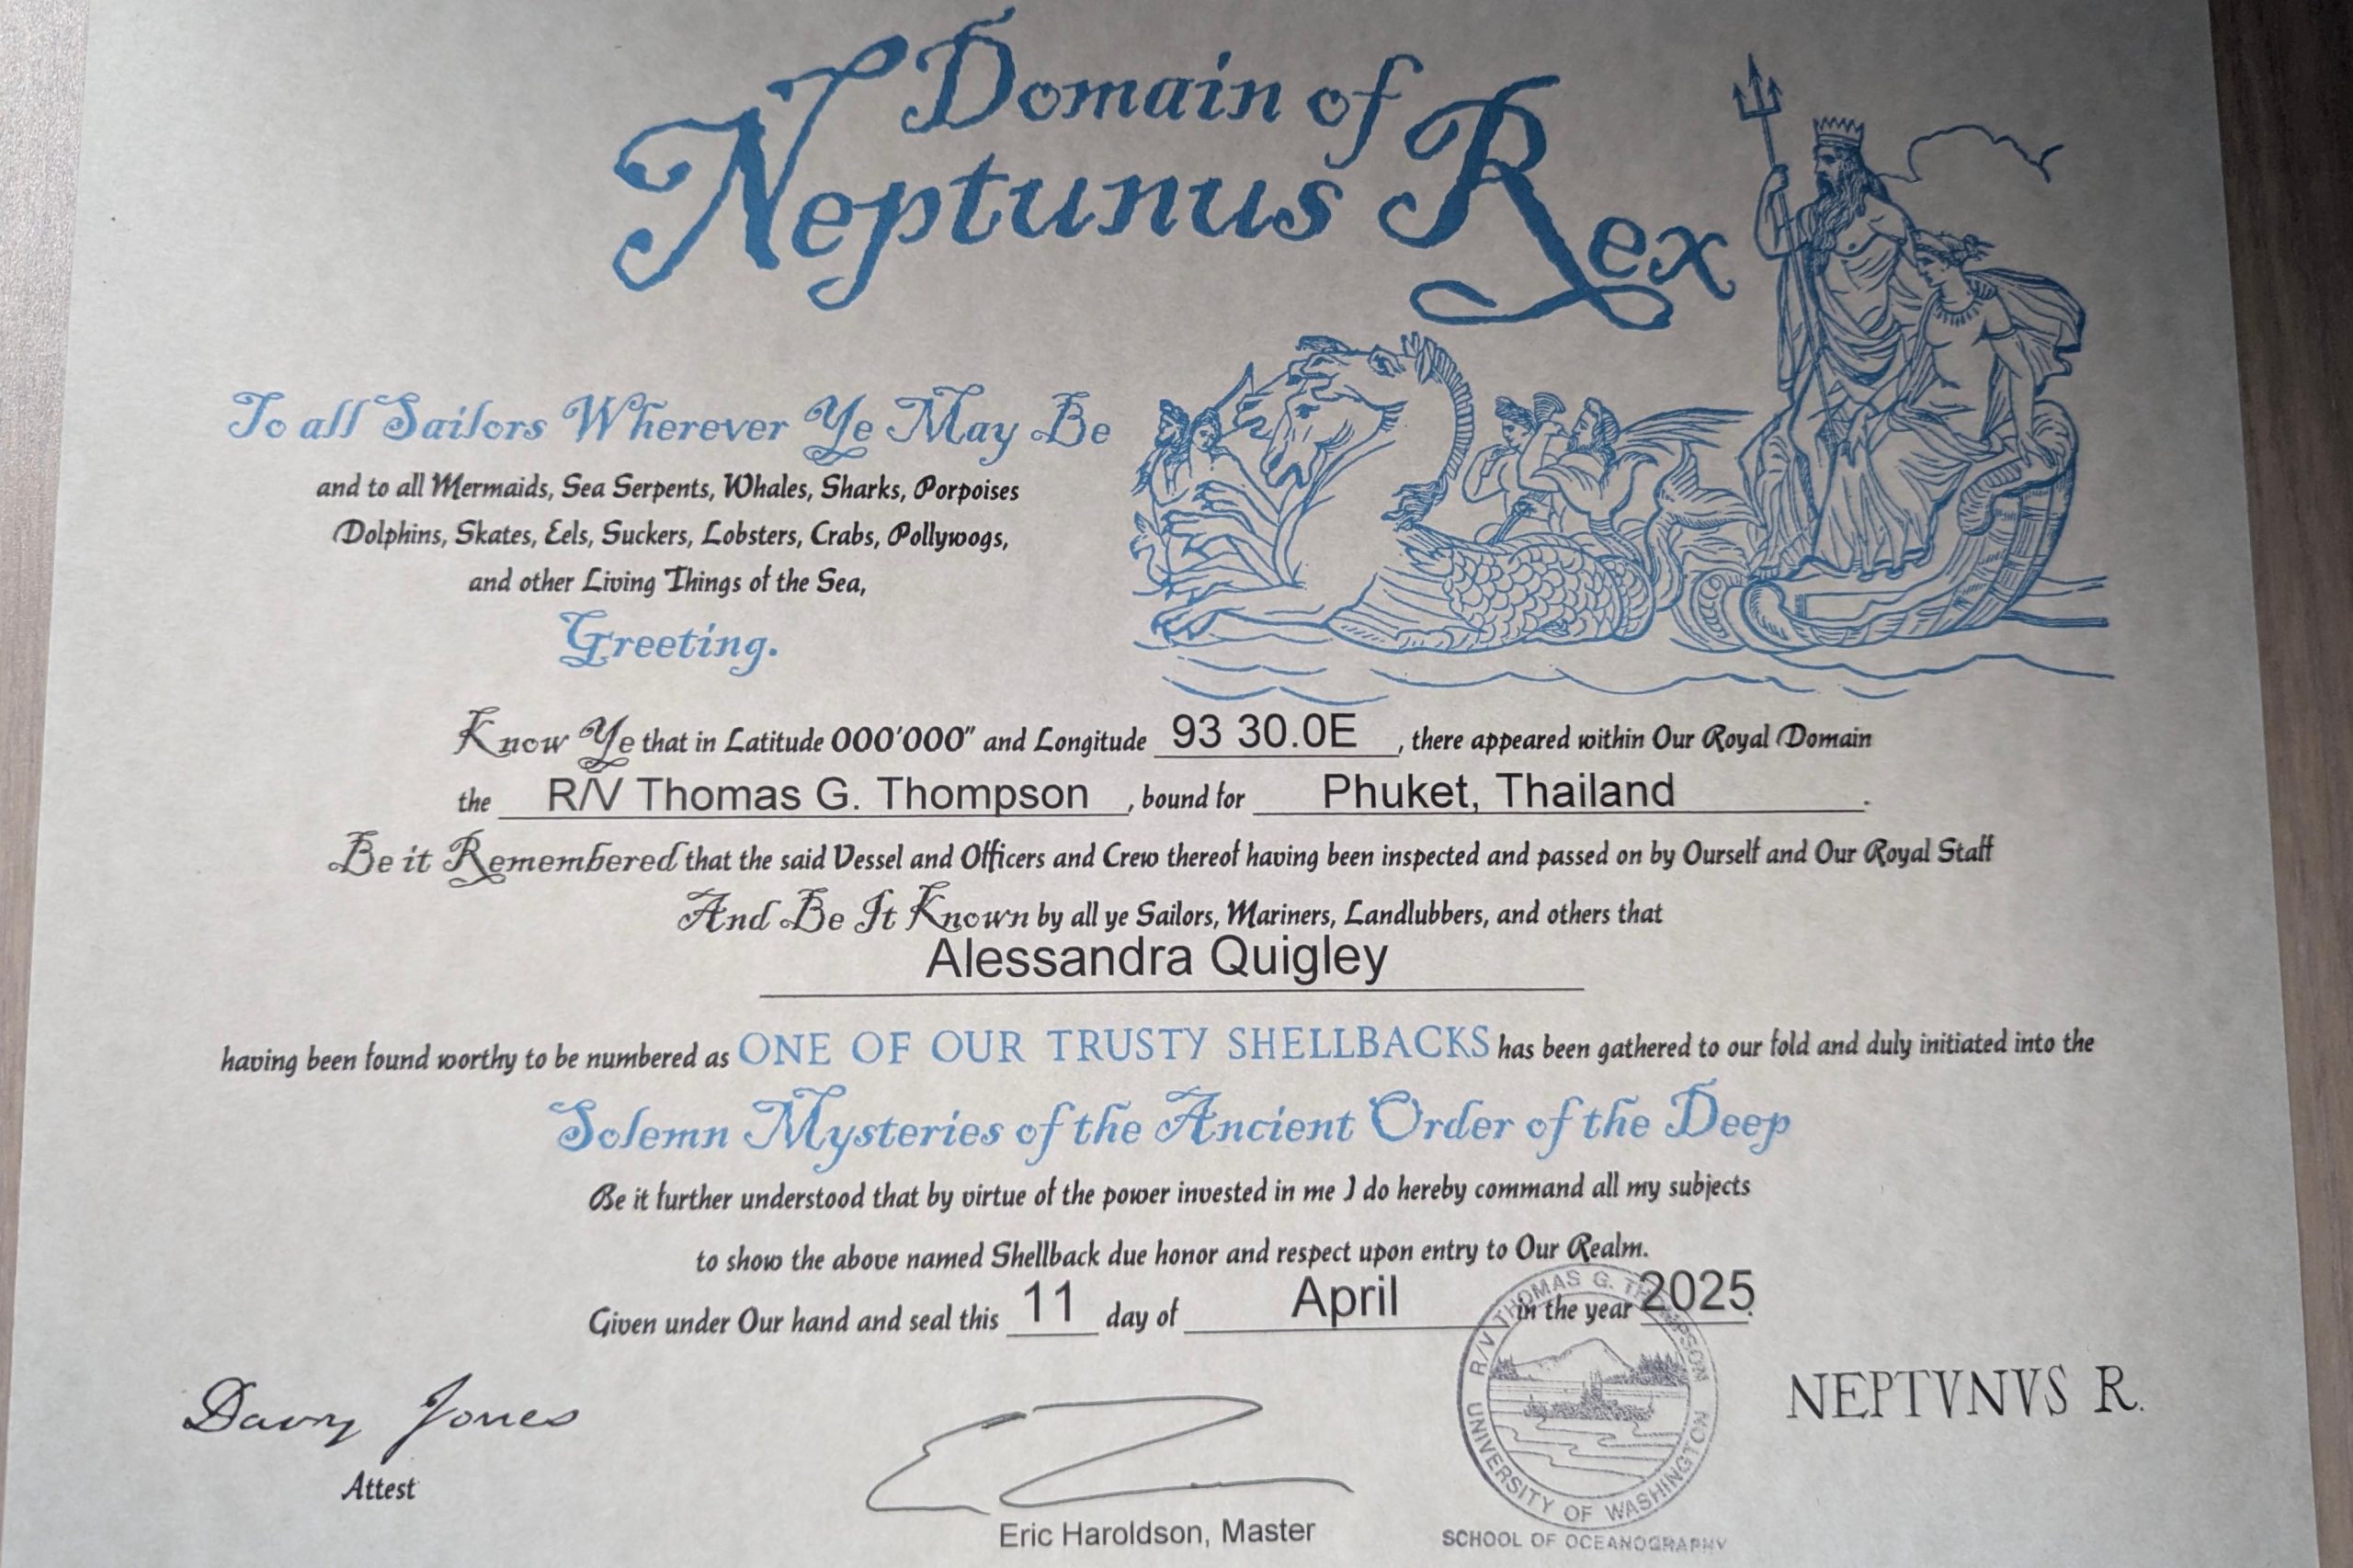 Domain of
Neptunus Rex
To all Sailors Wherever Ye May Be
and to all Mermaids, Sea Serpents, Whales, Sharks, Porpoises
Dolphins, Skates, Eels, Suckers, Lobsters, Crabs, Pollywogs,
and other Living Things of the Sea,
Greeting.
Know Ye that in Latitude 000'000" and Longitude 93 30.0E, there appeared within Our Royal Domain
the R/V Thomas G. Thompson, bound for Phuket, Thailand.
Be it Remembered that the said Vessel and Officers and Crew thereof having been inspected and passed on by Ourself and Our Royal Staff
And Be It Known by all ye Sailors, Mariners, Landlubbers, and others that
Alessandra Quigley
having been found worthy to be numbered as ONE OF OUR TRUSTY SHELLBACKS has been gathered to our fold and duly initiated into the
Solemn Mysteries of the Ancient Order of the Deep
Be it further understood that by virtue of the power invested in me I do hereby command all my subjects
to show the above named Shellback due honor and respect upon entry to Our Realm.
Given under Our hand and seal this 11 day of April in the year 2025.
Davy Jones
Attest
Eric Haroldson, Master
R/V THOMAS G. THOMPSON
UNIVERSITY OF WASHINGTON
SCHOOL OF OCEANOGRAPHY
NEPTVNVS R.